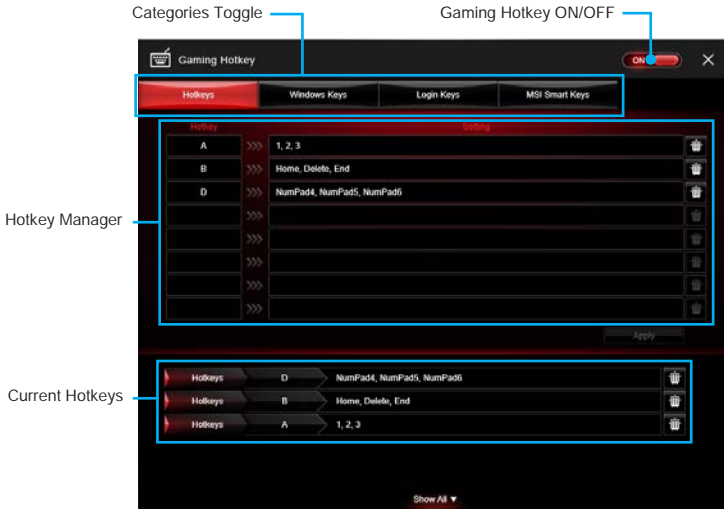 Categories Toggle
Gaming Hotkey ON/OFF
Gaming Hotkey
ON
Hotkeys
Windows Keys
Login Keys
MSI Smart Keys
Hotkey
Setting
A
1, 2, 3
B
Home, Delete, End
D
NumPad4, NumPad5, NumPad6
Hotkey Manager
Apply
Current Hotkeys
Hotkeys D NumPad4, NumPad5, NumPad6
Hotkeys B Home, Delete, End
Hotkeys A 1, 2, 3
Show All ▼